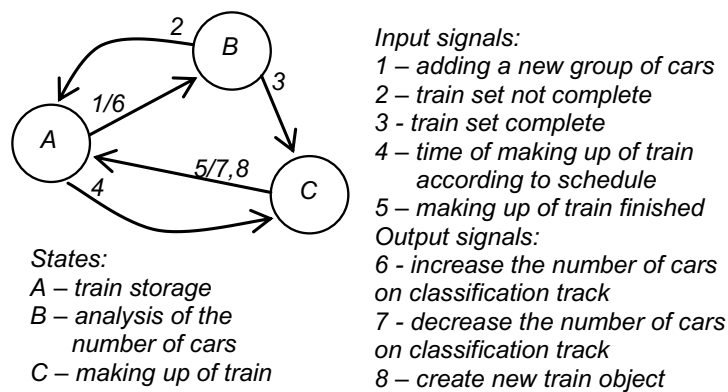 2
B
1/6
3
A
5/7,8
4
C
States:
A – train storage
B – analysis of the
number of cars
C – making up of train
Input signals:
1 – adding a new group of cars
2 – train set not complete
3 - train set complete
4 – time of making up of train
according to schedule
5 – making up of train finished
Output signals:
6 - increase the number of cars
on classification track
7 - decrease the number of cars
on classification track
8 – create new train object